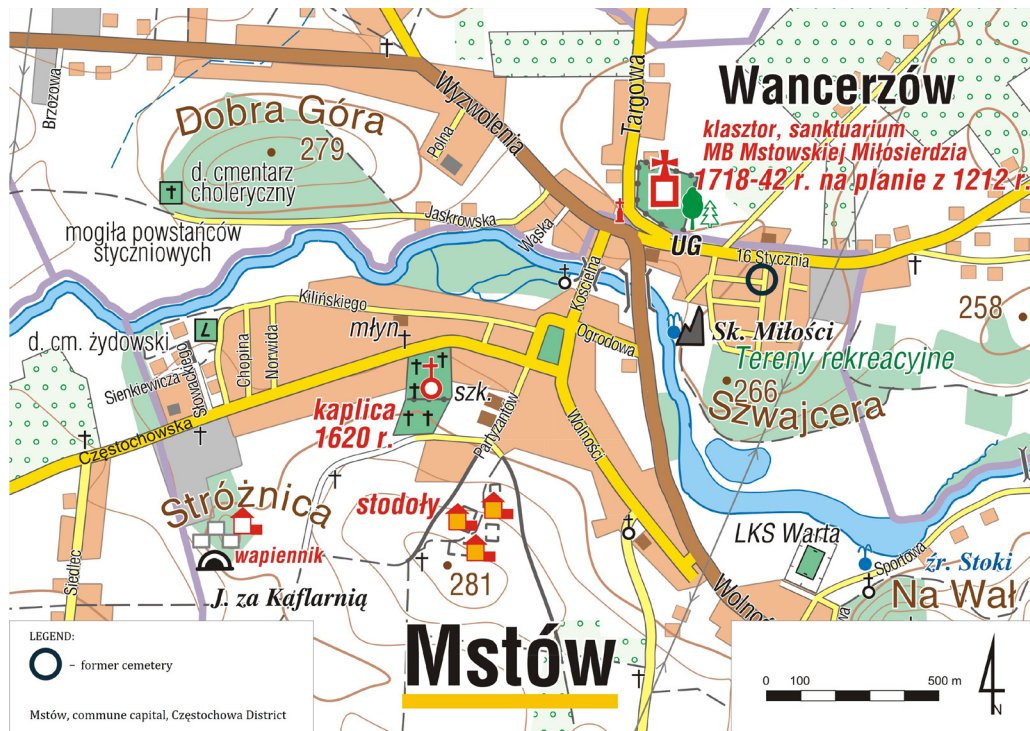 Brzozowa
Dobra Góra
279
d. cmentarz
choleryczny
Polna
Wyzwolenia
Targowa
Wancerzów
klasztor, sanktuarium
MB Mstowskiej Miłosierdzia
1718-42 r. na planie z 1212 r.
Jaskrowska
Wąska
mogiła powstańców
styczniowych
UG
16 Stycznia
Kościelna
258
Kilińskiego
młyn
Ogrodowa
Sk. Miłości
Tereny rekreacyjne
d. cm. żydowski
Sienkiewicza
Słowackiego
Chopina
Norwida
szk.
266
Szwajcera
kaplica
1620 r.
Partyzantów
Wolności
Częstochowska
Stróżnica
stodoły
wapiennik
LKS Warta
281
źr. Stoki
Sportowa
Siedlec
J. za Kaflarnią
Na Wał
Wolnoś
wa
LEGEND:
– former cemetery
Mstów, commune capital, Częstochowa District
Mstów
0 100 500 m
N